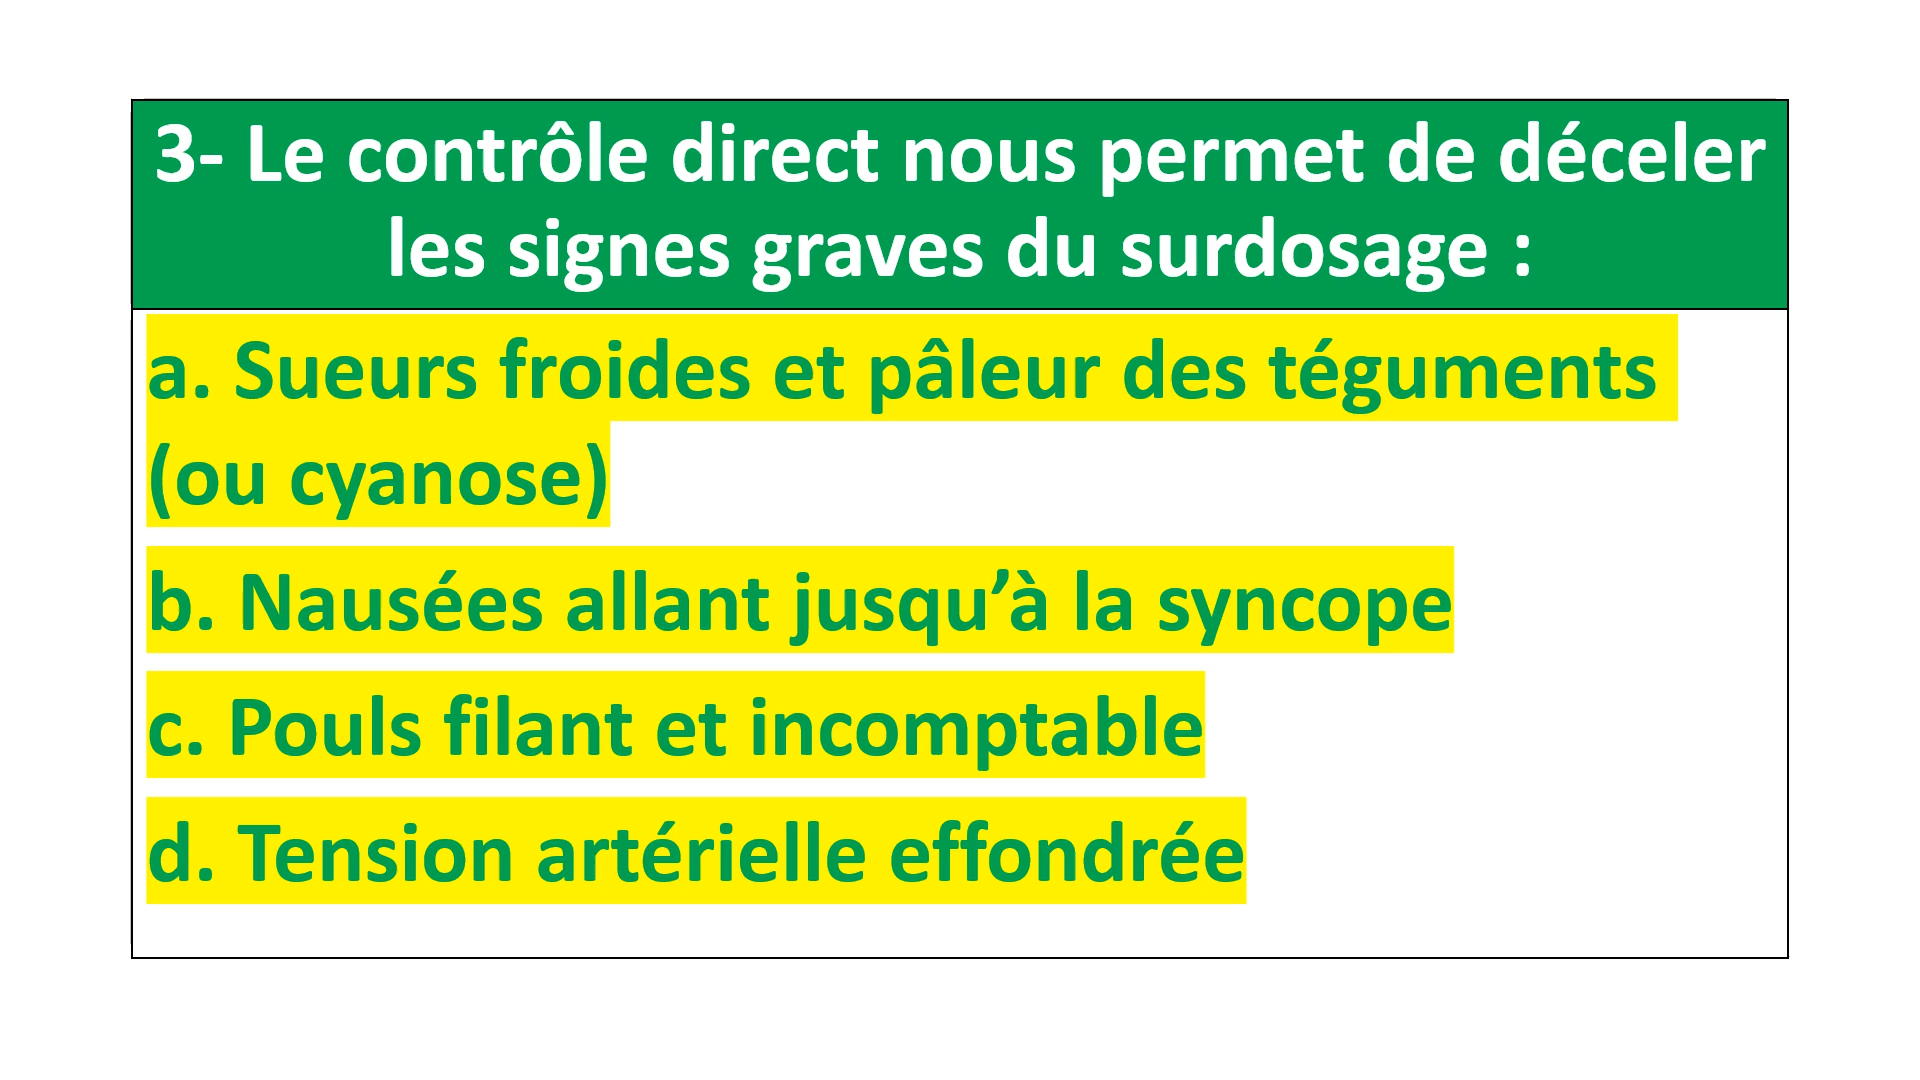 3- Le contrôle direct nous permet de déceler
les signes graves du surdosage :
a. Sueurs froides et pâleur des téguments
(ou cyanose)
b. Nausées allant jusqu’à la syncope
c. Pouls filant et incomptable
d. Tension artérielle effondrée